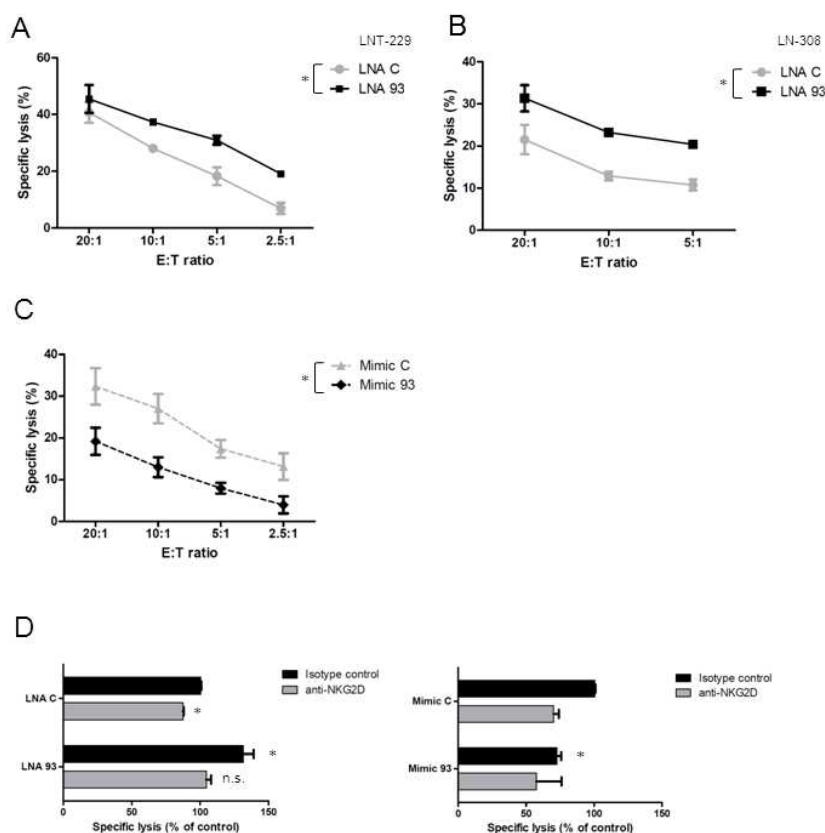 A
LNT-229
* LNA C
LNA 93
60
40
20
0
Specific lysis (%)
20:1 10:1 5:1 2.5:1
E:T ratio
B
LN-308
* LNA C
LNA 93
40
30
20
10
0
Specific lysis (%)
20:1 10:1 5:1
E:T ratio
C
* Mimic C
Mimic 93
40
30
20
10
0
Specific lysis (%)
20:1 10:1 5:1 2.5:1
E:T ratio
D
Isotype control
anti-NKG2D
LNA C
*
LNA 93
*
n.s.
0 50 100 150
Specific lysis (% of control)
Isotype control
anti-NKG2D
Mimic C
Mimic 93
*
0 50 100 150
Specific lysis (% of control)